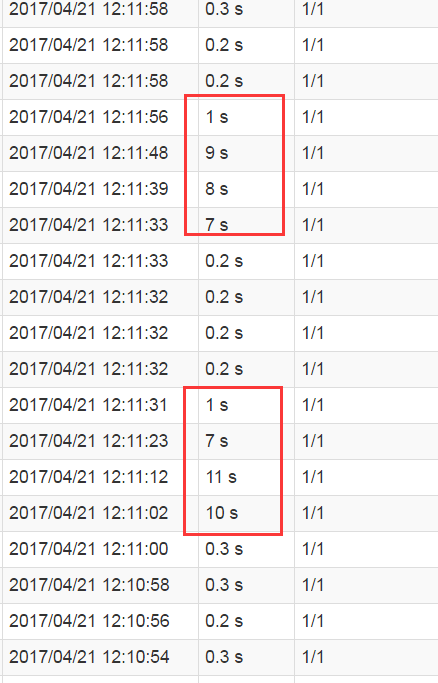 2017/04/21 12:11:58 0.3 s 1/1
2017/04/21 12:11:58 0.2 s 1/1
2017/04/21 12:11:58 0.2 s 1/1
2017/04/21 12:11:56 1 s 1/1
2017/04/21 12:11:48 9 s 1/1
2017/04/21 12:11:39 8 s 1/1
2017/04/21 12:11:33 7 s 1/1
2017/04/21 12:11:33 0.2 s 1/1
2017/04/21 12:11:32 0.2 s 1/1
2017/04/21 12:11:32 0.2 s 1/1
2017/04/21 12:11:32 0.2 s 1/1
2017/04/21 12:11:31 1 s 1/1
2017/04/21 12:11:23 7 s 1/1
2017/04/21 12:11:12 11 s 1/1
2017/04/21 12:11:02 10 s 1/1
2017/04/21 12:11:00 0.3 s 1/1
2017/04/21 12:10:58 0.3 s 1/1
2017/04/21 12:10:56 0.2 s 1/1
2017/04/21 12:10:54 0.3 s 1/1